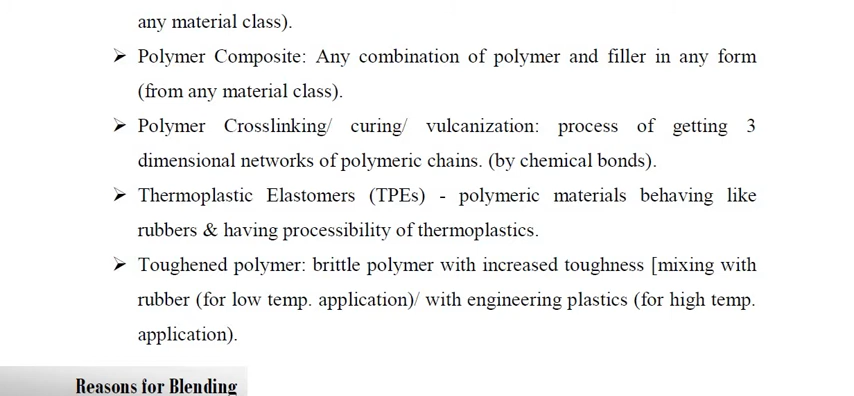 any material class).
➤ Polymer Composite: Any combination of polymer and filler in any form
(from any material class).
➤ Polymer Crosslinking/ curing/ vulcanization: process of getting 3
dimensional networks of polymeric chains. (by chemical bonds).
➤ Thermoplastic Elastomers (TPEs) - polymeric materials behaving like
rubbers & having processibility of thermoplastics.
➤ Toughened polymer: brittle polymer with increased toughness [mixing with
rubber (for low temp. application)/ with engineering plastics (for high temp.
application).
Reasons for Blending